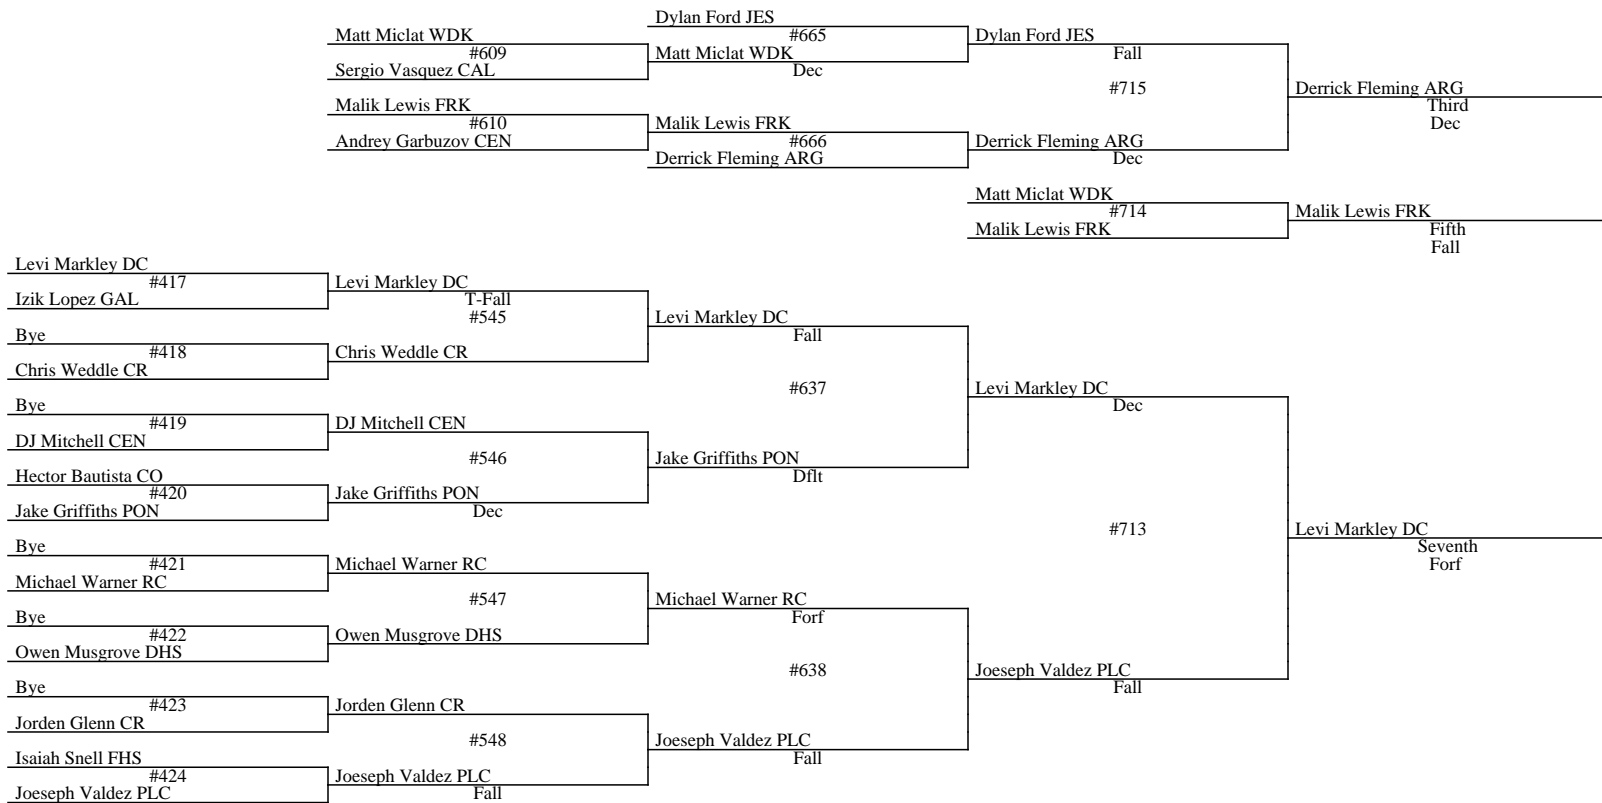 Dylan Ford JES
#665
Matt Miclat WDK
Dylan Ford JES
#609
Matt Miclat WDK
Fall
Sergio Vasquez CAL
Dec
#715
Derrick Fleming ARG
Malik Lewis FRK
Third
#610
Malik Lewis FRK
Dec
Andrey Garbuzov CEN
#666
Derrick Fleming ARG
Derrick Fleming ARG
Dec
Matt Miclat WDK
#714
Malik Lewis FRK
Malik Lewis FRK
Fifth
Fall
Levi Markley DC
#417
Levi Markley DC
Izik Lopez GAL
T-Fall
#545
Levi Markley DC
Bye
Fall
#418
Chris Weddle CR
Chris Weddle CR
#637
Levi Markley DC
Bye
Dec
#419
DJ Mitchell CEN
DJ Mitchell CEN
#546
Jake Griffiths PON
Hector Bautista CO
Dflt
#420
Jake Griffiths PON
Jake Griffiths PON
Dec
#713
Levi Markley DC
Bye
Seventh
#421
Michael Warner RC
Forf
Michael Warner RC
#547
Michael Warner RC
Bye
Forf
#422
Owen Musgrove DHS
Owen Musgrove DHS
#638
Joeseph Valdez PLC
Bye
Fall
#423
Jorden Glenn CR
Jorden Glenn CR
#548
Joeseph Valdez PLC
Isaiah Snell FHS
Fall
#424
Joeseph Valdez PLC
Joeseph Valdez PLC
Fall